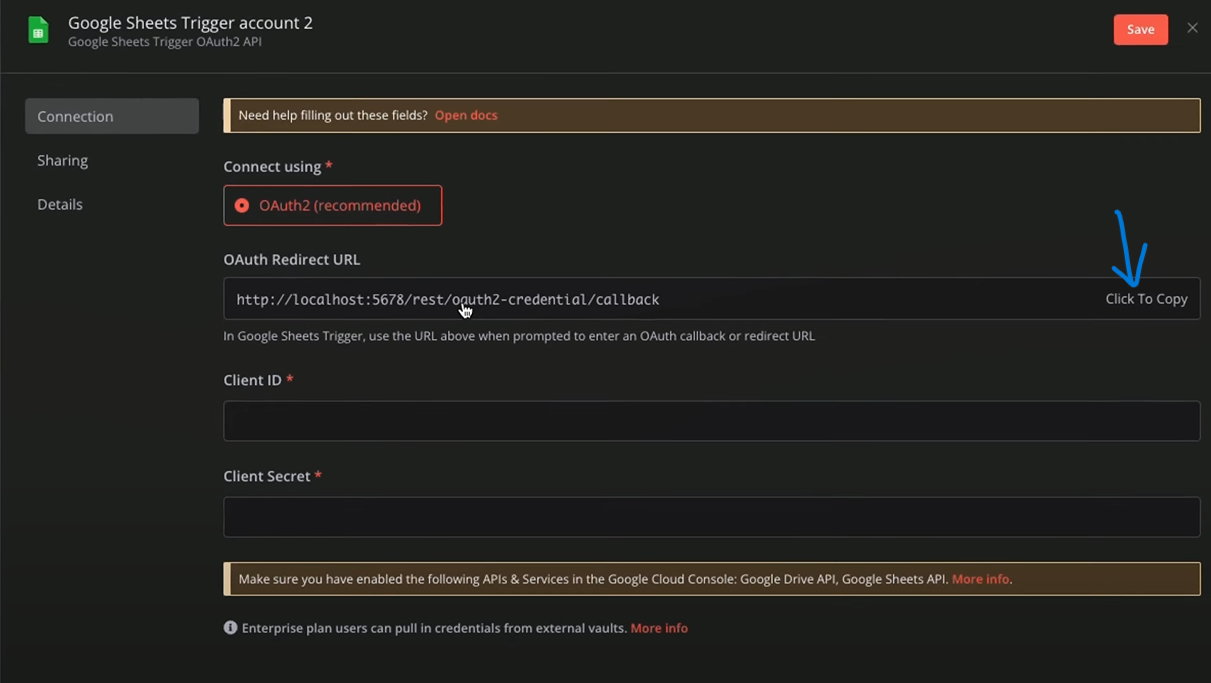 Google Sheets Trigger account 2
Google Sheets Trigger OAuth2 API
Save
Connection
Sharing
Details
Need help filling out these fields? Open docs
Connect using *
OAuth2 (recommended)
OAuth Redirect URL
http://localhost:5678/rest/oauth2-credential/callback
Click To Copy
In Google Sheets Trigger, use the URL above when prompted to enter an OAuth callback or redirect URL
Client ID *
Client Secret *
Make sure you have enabled the following APIs & Services in the Google Cloud Console: Google Drive API, Google Sheets API. More info.
Enterprise plan users can pull in credentials from external vaults. More info